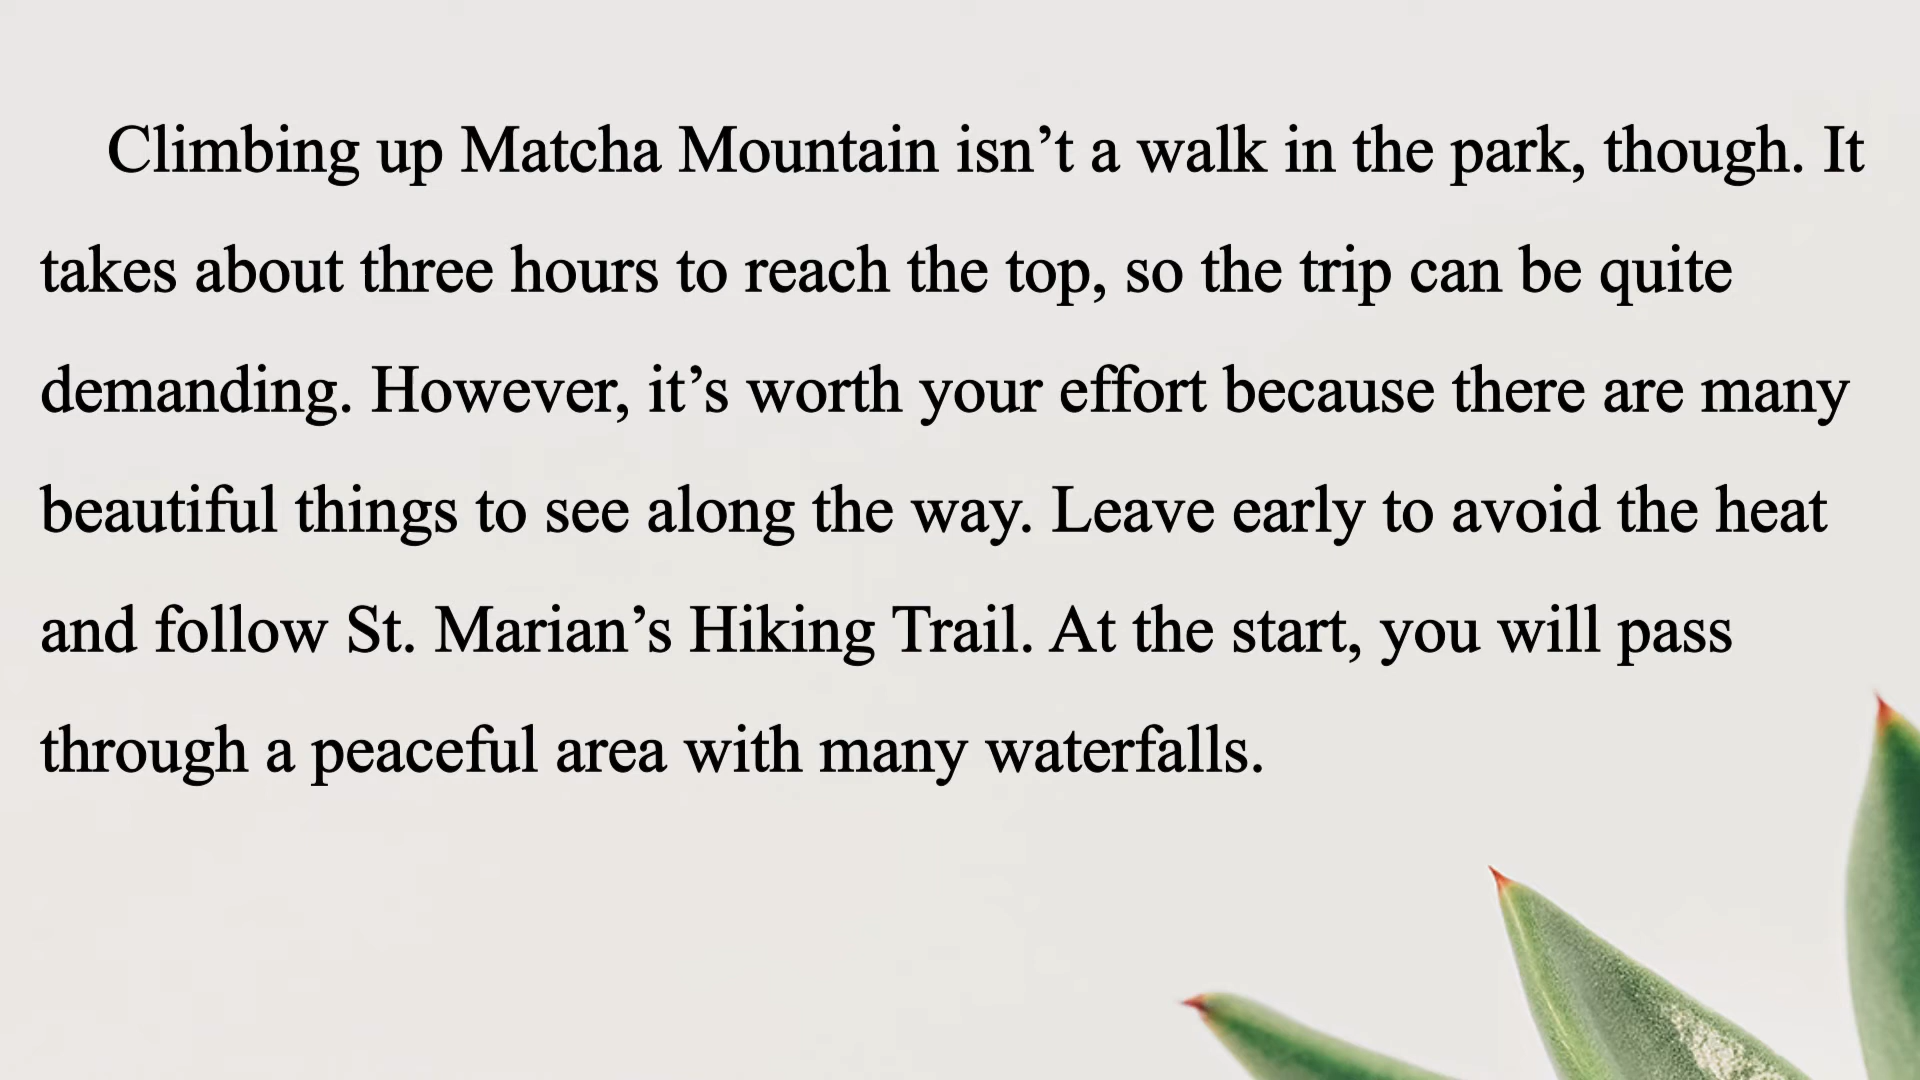 Climbing up Matcha Mountain isn’t a walk in the park, though. It
takes about three hours to reach the top, so the trip can be quite
demanding. However, it’s worth your effort because there are many
beautiful things to see along the way. Leave early to avoid the heat
and follow St. Marian’s Hiking Trail. At the start, you will pass
through a peaceful area with many waterfalls.